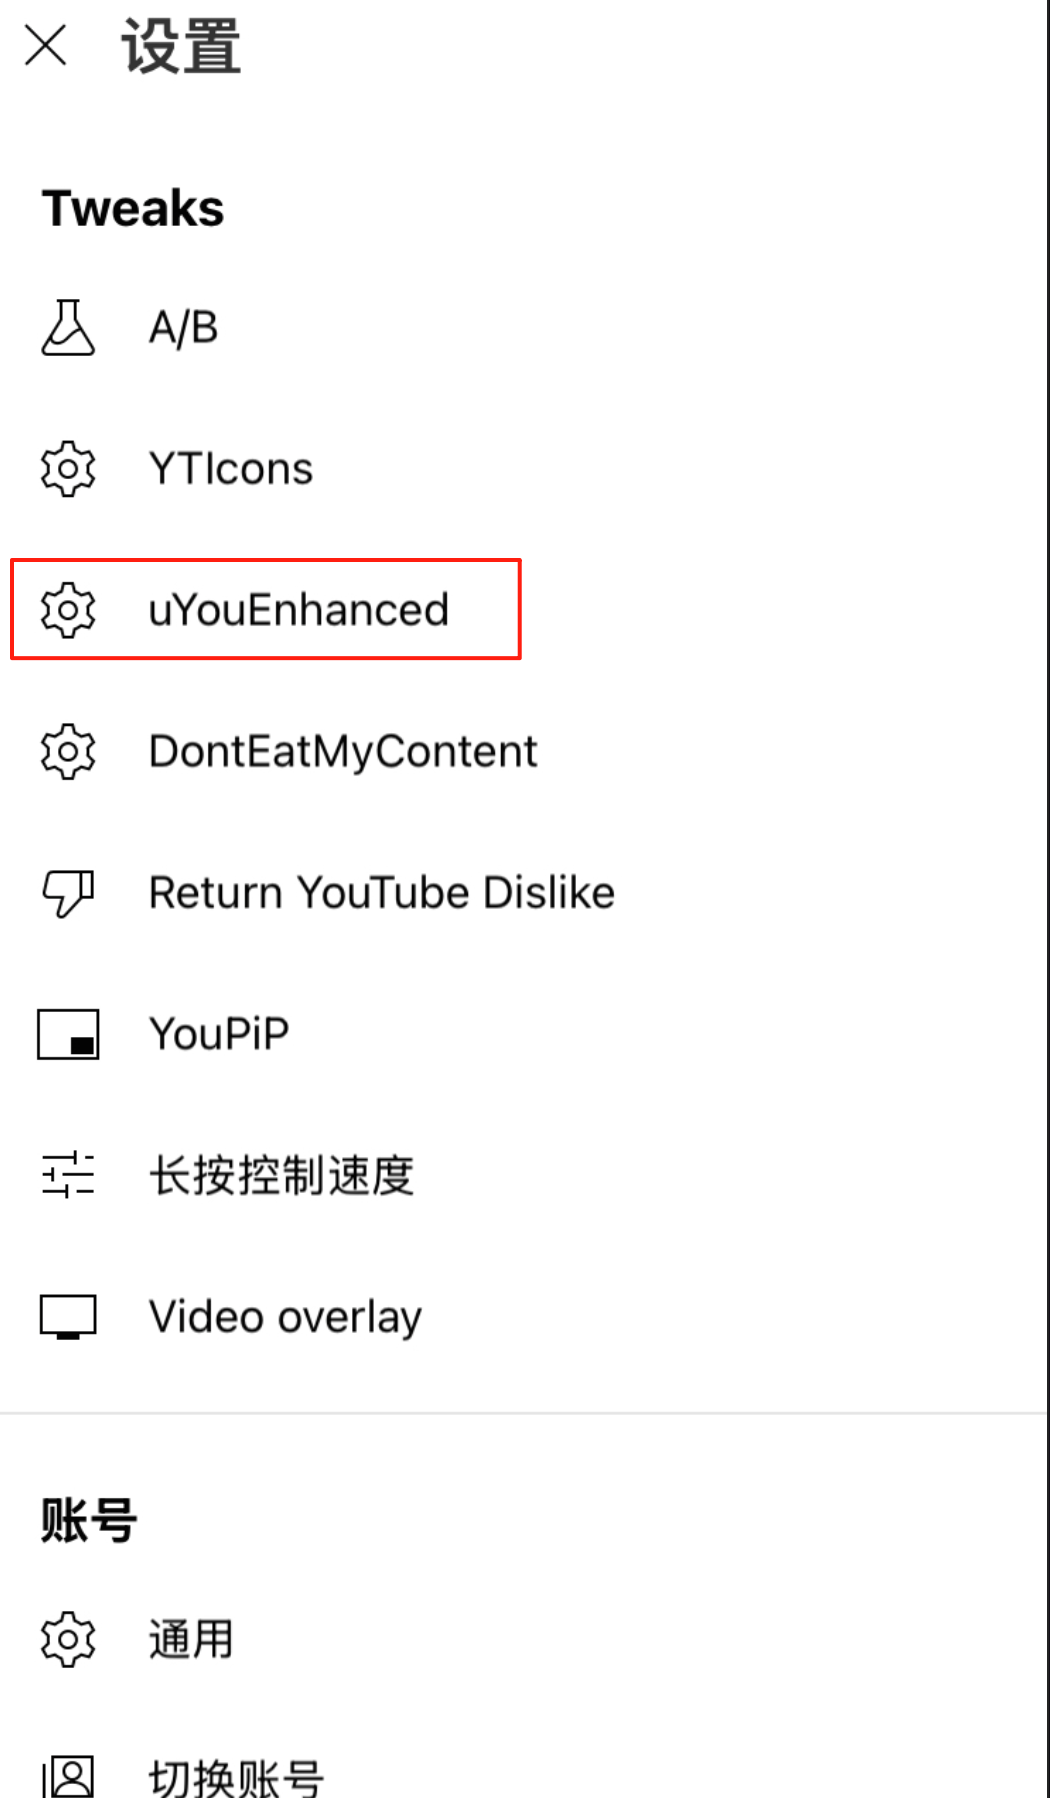 设置
Tweaks
A/B
YTIcons
uYouEnhanced
DontEatMyContent
Return YouTube Dislike
YouPiP
长按控制速度
Video overlay
账号
通用
切换账号